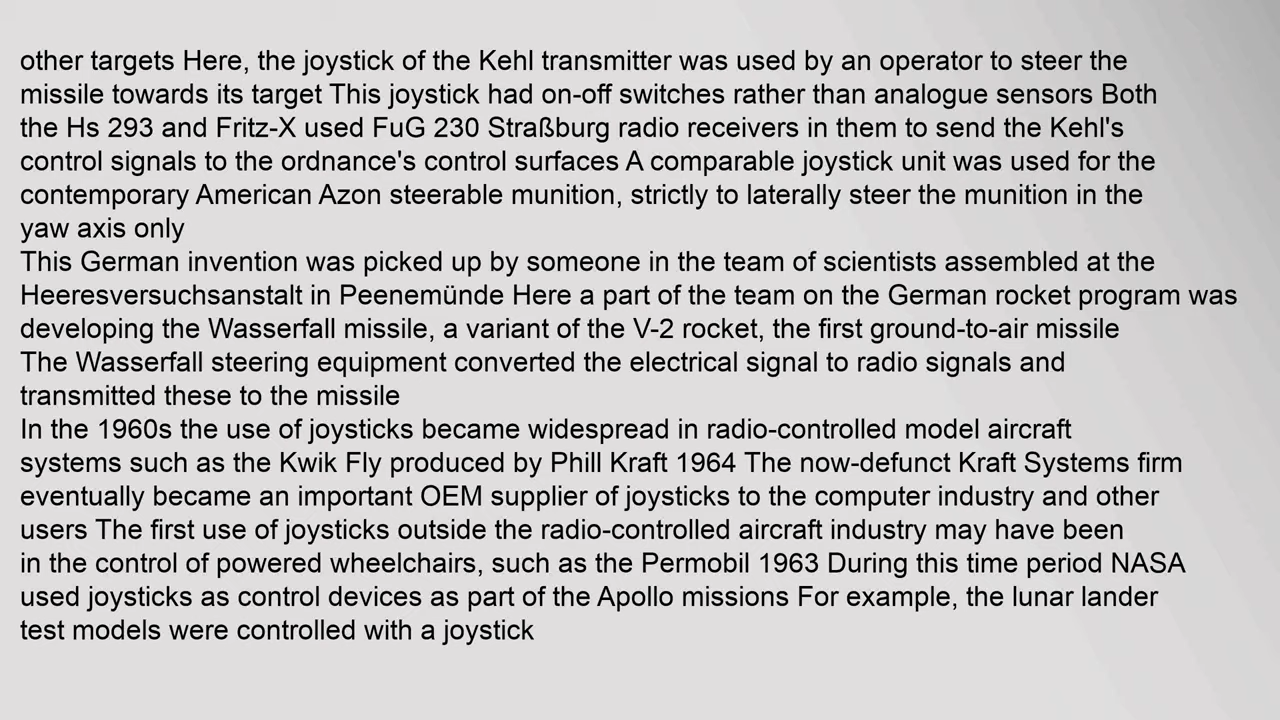 other targets Here, the joystick of the Kehl transmitter was used by an operator to steer the
missile towards its target This joystick had on-off switches rather than analogue sensors Both
the Hs 293 and Fritz-X used FuG 230 Straßburg radio receivers in them to send the Kehl's
control signals to the ordnance's control surfaces A comparable joystick unit was used for the
contemporary American Azon steerable munition, strictly to laterally steer the munition in the
yaw axis only
This German invention was picked up by someone in the team of scientists assembled at the
Heeresversuchsanstalt in Peenemünde Here a part of the team on the German rocket program was
developing the Wasserfall missile, a variant of the V-2 rocket, the first ground-to-air missile
The Wasserfall steering equipment converted the electrical signal to radio signals and
transmitted these to the missile
In the 1960s the use of joysticks became widespread in radio-controlled model aircraft
systems such as the Kwik Fly produced by Phill Kraft 1964 The now-defunct Kraft Systems firm
eventually became an important OEM supplier of joysticks to the computer industry and other
users The first use of joysticks outside the radio-controlled aircraft industry may have been
in the control of powered wheelchairs, such as the Permobil 1963 During this time period NASA
used joysticks as control devices as part of the Apollo missions For example, the lunar lander
test models were controlled with a joystick